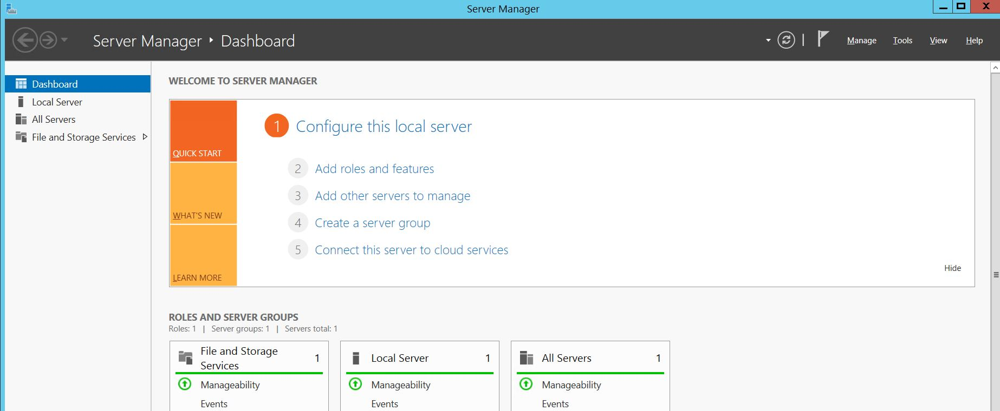 Server Manager
Server Manager ‣ Dashboard
Manage Tools View Help
Dashboard
Local Server
All Servers
File and Storage Services
WELCOME TO SERVER MANAGER
QUICK START
WHAT'S NEW
LEARN MORE
1 Configure this local server
2 Add roles and features
3 Add other servers to manage
4 Create a server group
5 Connect this server to cloud services
Hide
ROLES AND SERVER GROUPS
Roles: 1 | Server groups: 1 | Servers total: 1
File and Storage
Services 1
Manageability
Events
Local Server 1
Manageability
Events
All Servers 1
Manageability
Events